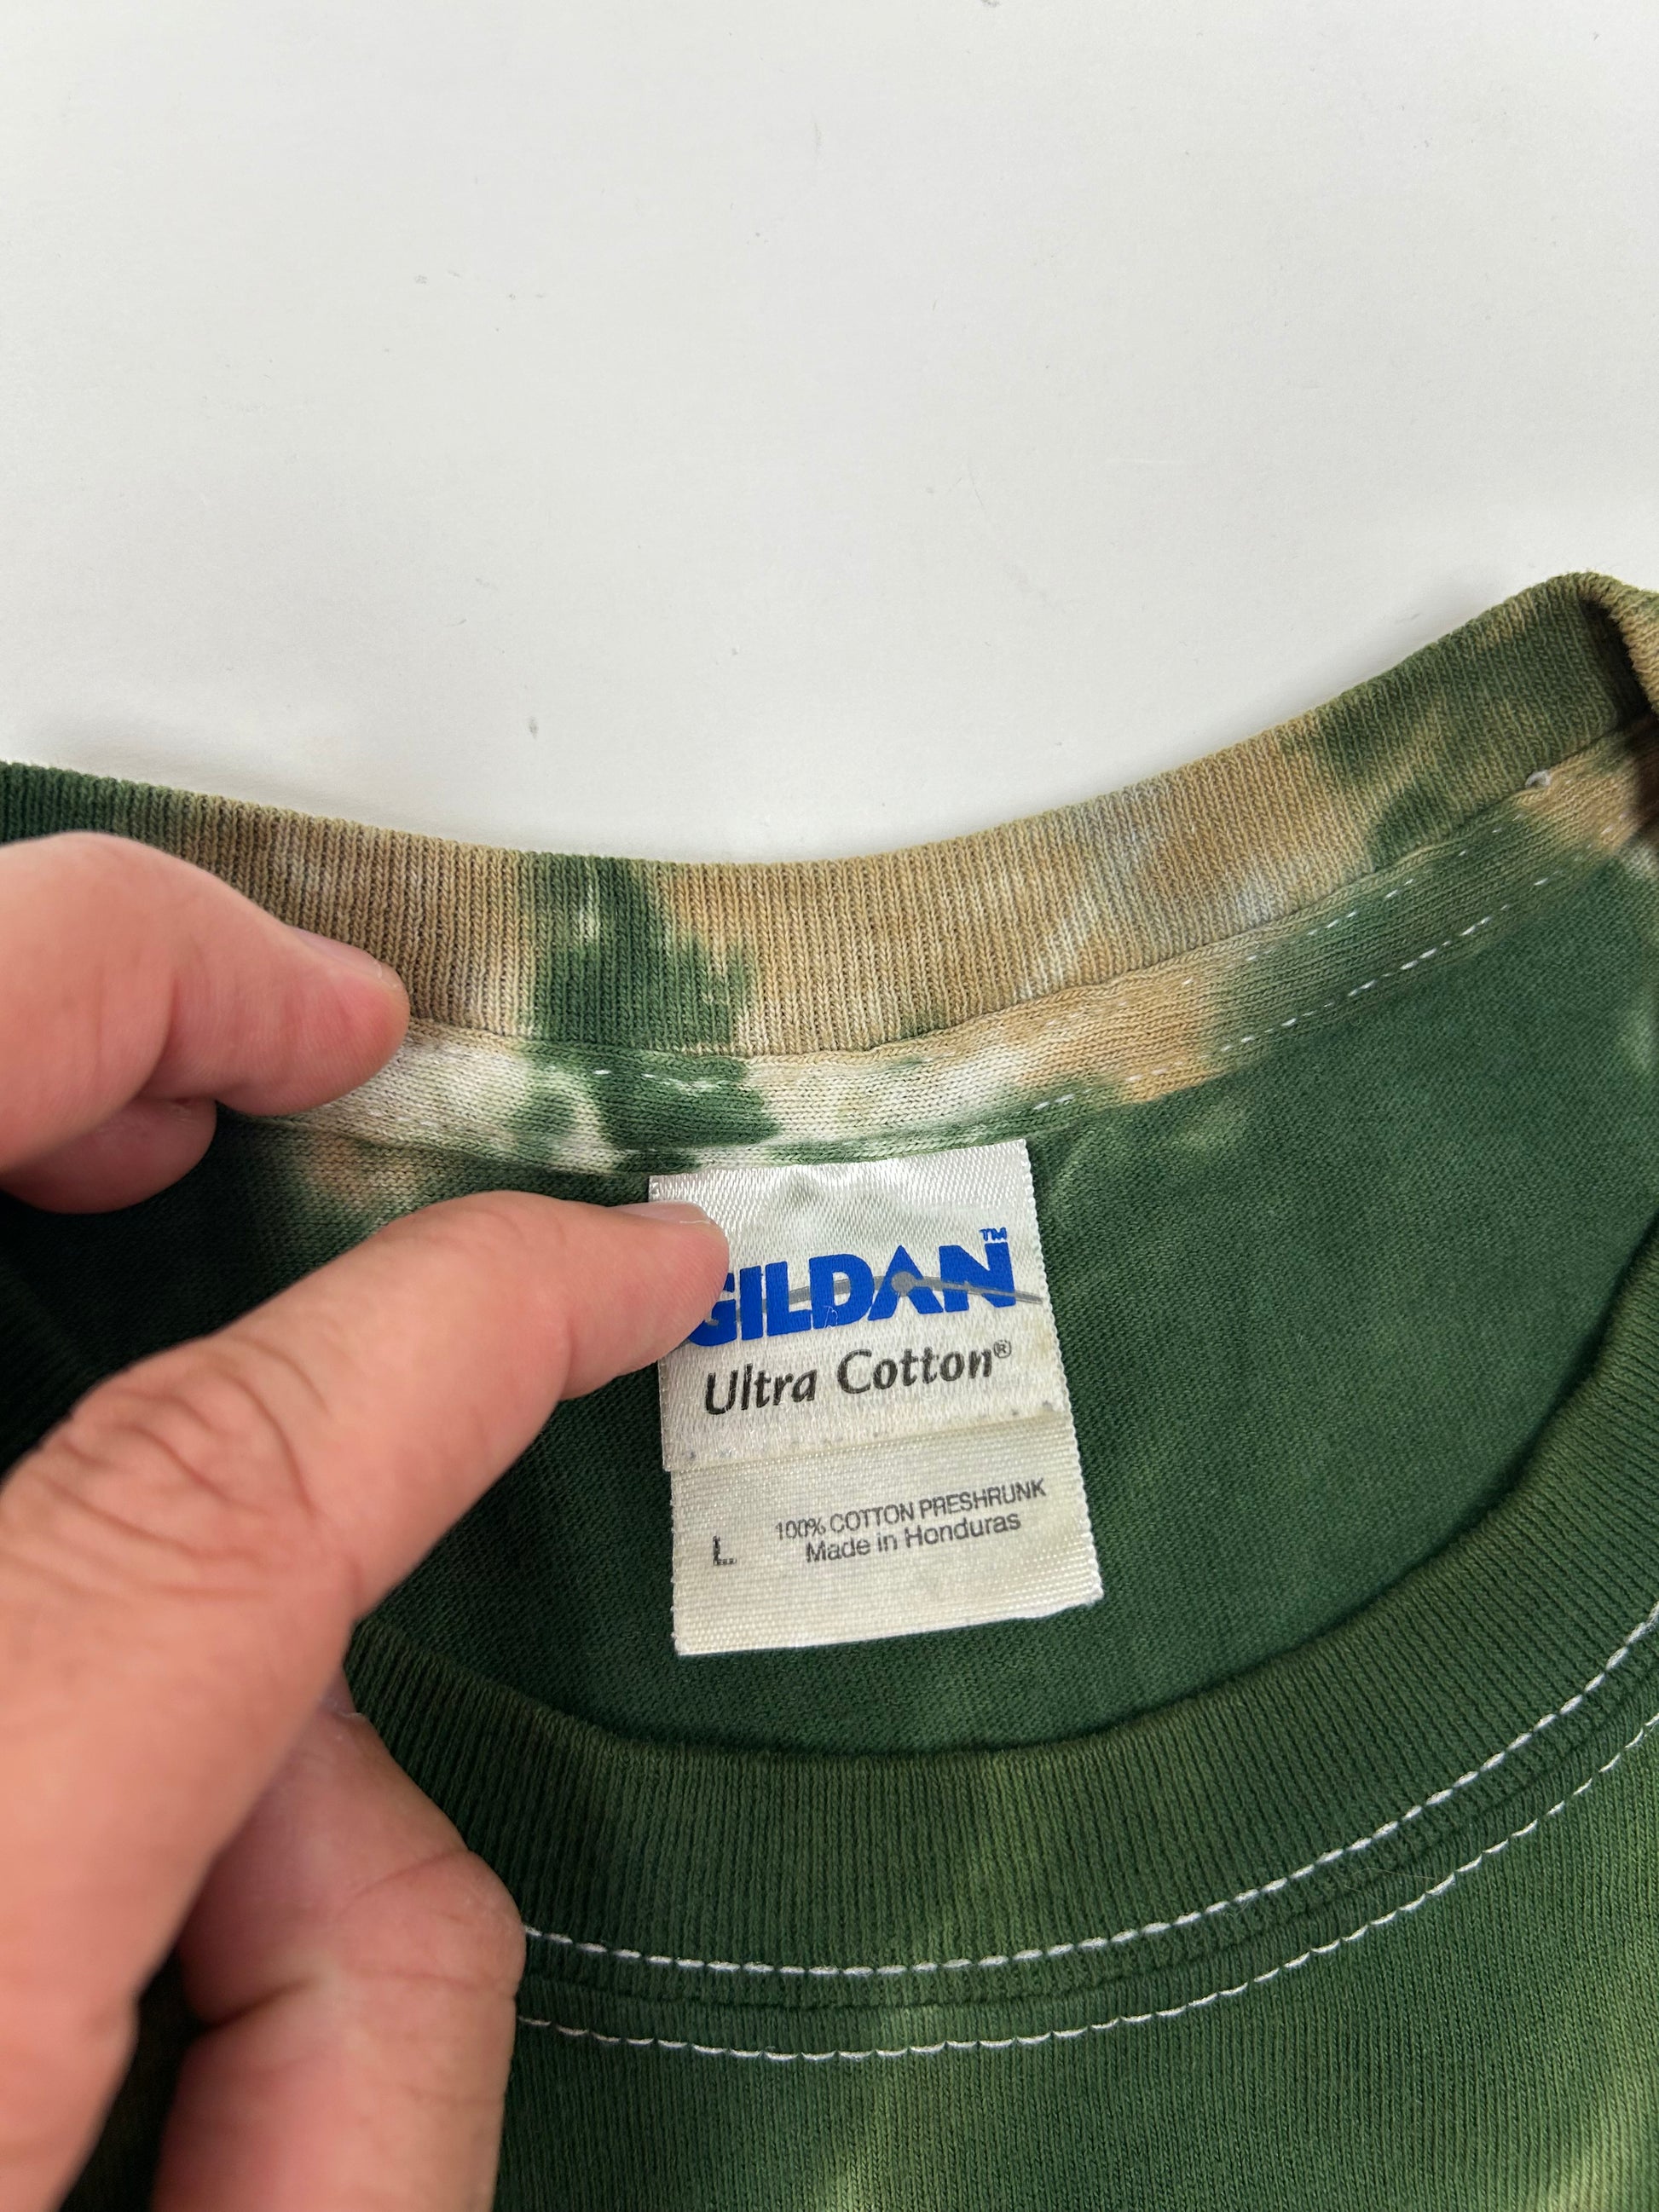 GILDAN™
Ultra Cotton®
100% COTTON PRESHRUNK
L Made in Honduras